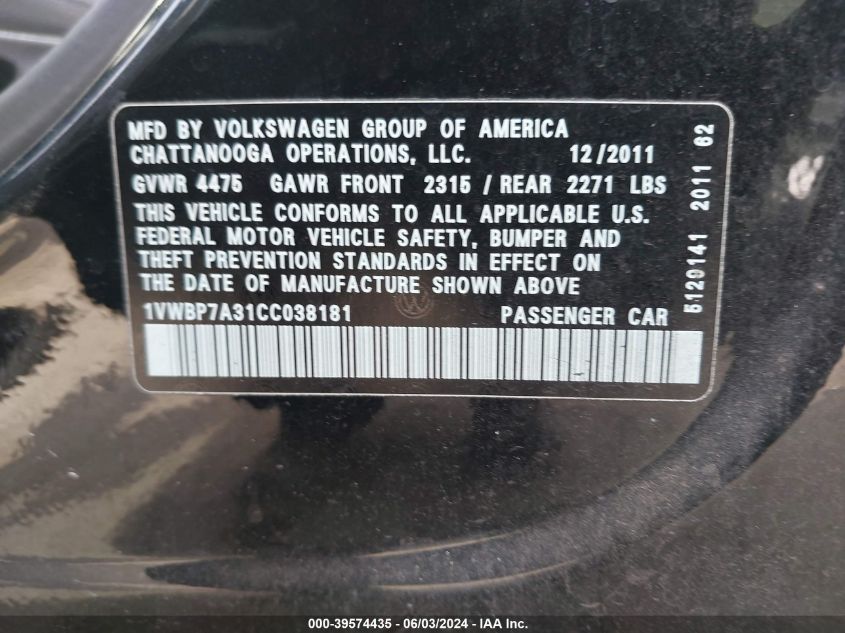 MFD BY VOLKSWAGEN GROUP OF AMERICA
CHATTANOOGA OPERATIONS, LLC. 12/2011
GVWR 4475 GAWR FRONT 2315 / REAR 2271 LBS
THIS VEHICLE CONFORMS TO ALL APPLICABLE U.S.
FEDERAL MOTOR VEHICLE SAFETY, BUMPER AND
THEFT PREVENTION STANDARDS IN EFFECT ON
THE DATE OF MANUFACTURE SHOWN ABOVE
1VWBP7A31CC038181 PASSENGER CAR
5129141 2011 62
000-39574435 - 06/03/2024 - IAA Inc.